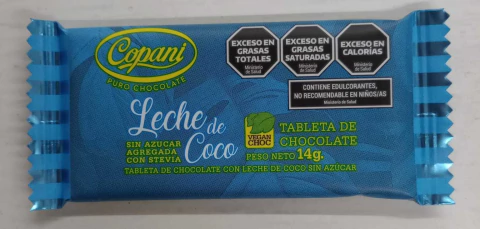 Copani
PURO CHOCOLATE
EXCESO EN
GRASAS
TOTALES
Ministerio
de Salud
EXCESO EN
GRASAS
SATURADAS
Ministerio
de Salud
EXCESO EN
CALORÍAS
Ministerio
de Salud
CONTIENE EDULCORANTES,
NO RECOMENDABLE EN NIÑOS/AS
Ministerio de Salud
Leche de
Coco
SIN AZUCAR
AGREGADA
CON STEVIA
VEGAN
CHOC
TABLETA DE
CHOCOLATE
PESO NETO 14g.
TABLETA DE CHOCOLATE CON LECHE DE COCO SIN AZUCAR